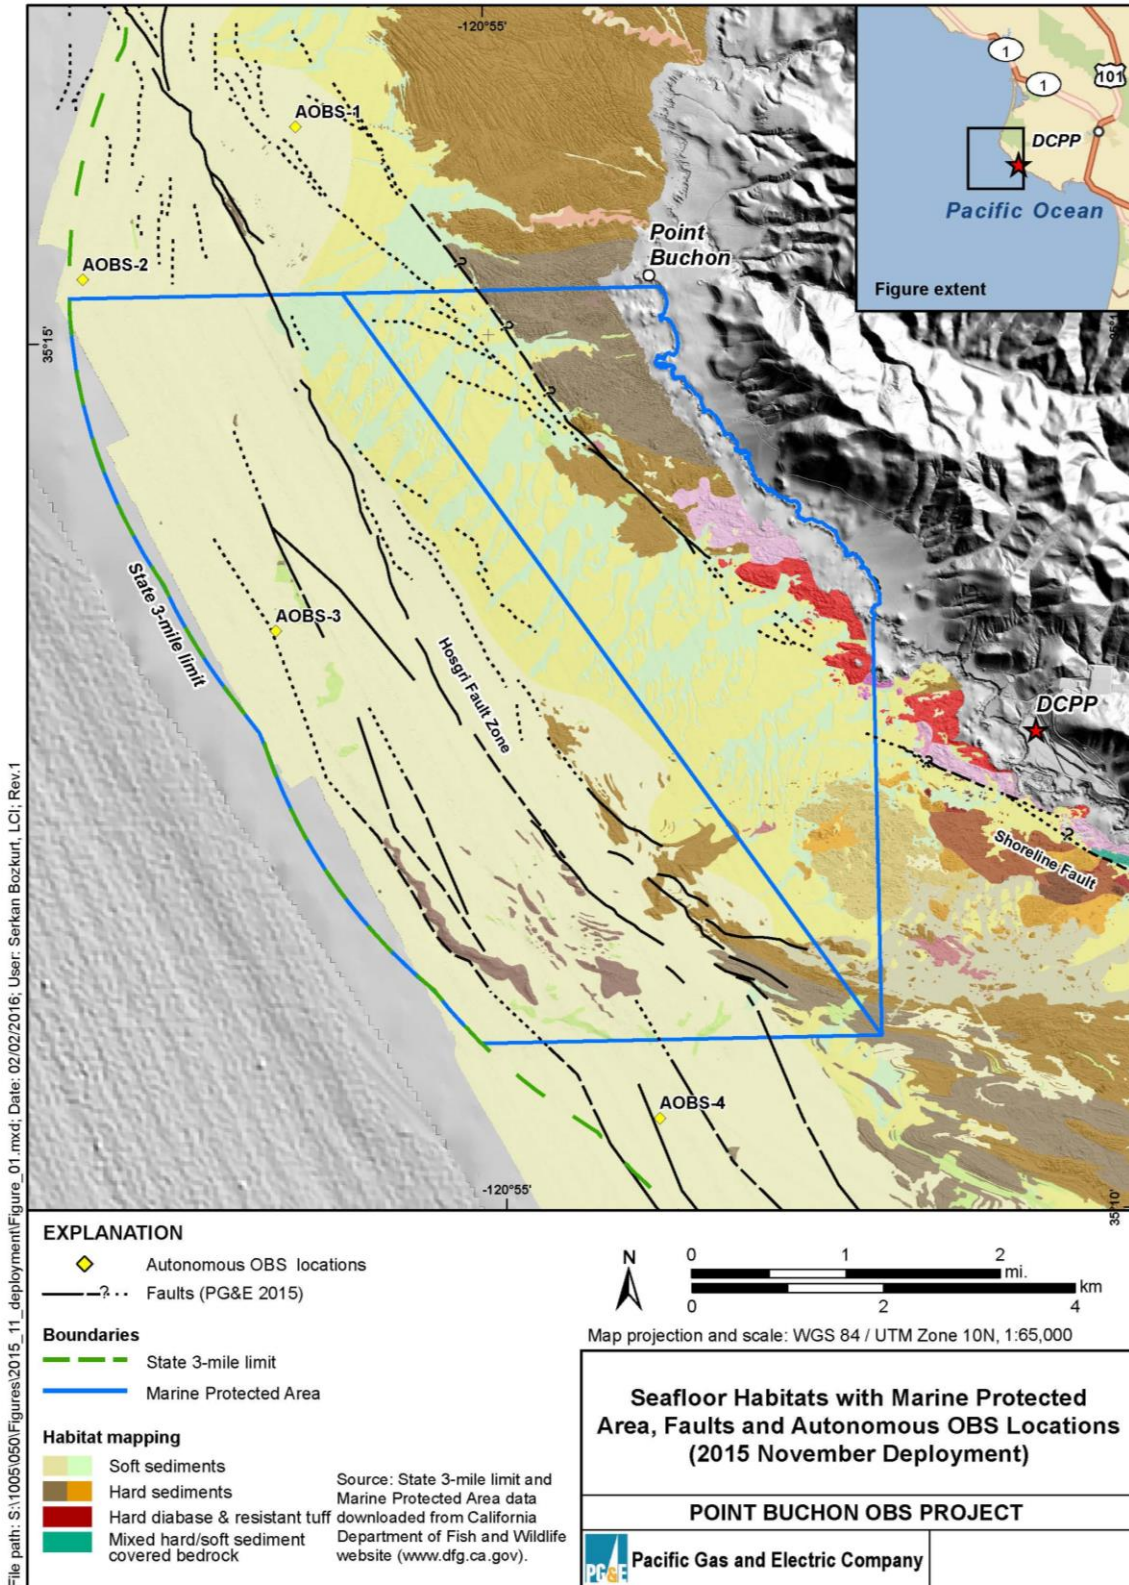 -120°55'
1
1
101
DCPP
Pacific Ocean
Figure extent
AOBS-1
Point
Buchon
?
AOBS-2
?
35°15'
?
AOBS-3
State 3-mile limit
Hosgri Fault Zone
DCPP
?
?
Shoreline Fault
AOBS-4
-120°55'
35°10'
File path: S:\1005\050\Figures\2015_11_deployment\Figure_01.mxd; Date: 02/02/2016; User: Serkan Bozkurt, LCI; Rev.1
EXPLANATION
Autonomous OBS locations
? Faults (PG&E 2015)
Boundaries
State 3-mile limit
Marine Protected Area
Habitat mapping
Soft sediments
Hard sediments
Hard diabase & resistant tuff
Mixed hard/soft sediment
covered bedrock
Source: State 3-mile limit and
Marine Protected Area data
downloaded from California
Department of Fish and Wildlife
website (www.dfg.ca.gov).
N
0 1 2
mi.
km
0 2 4
Map projection and scale: WGS 84 / UTM Zone 10N, 1:65,000
Seafloor Habitats with Marine Protected
Area, Faults and Autonomous OBS Locations
(2015 November Deployment)
POINT BUCHON OBS PROJECT
PG&E
Pacific Gas and Electric Company